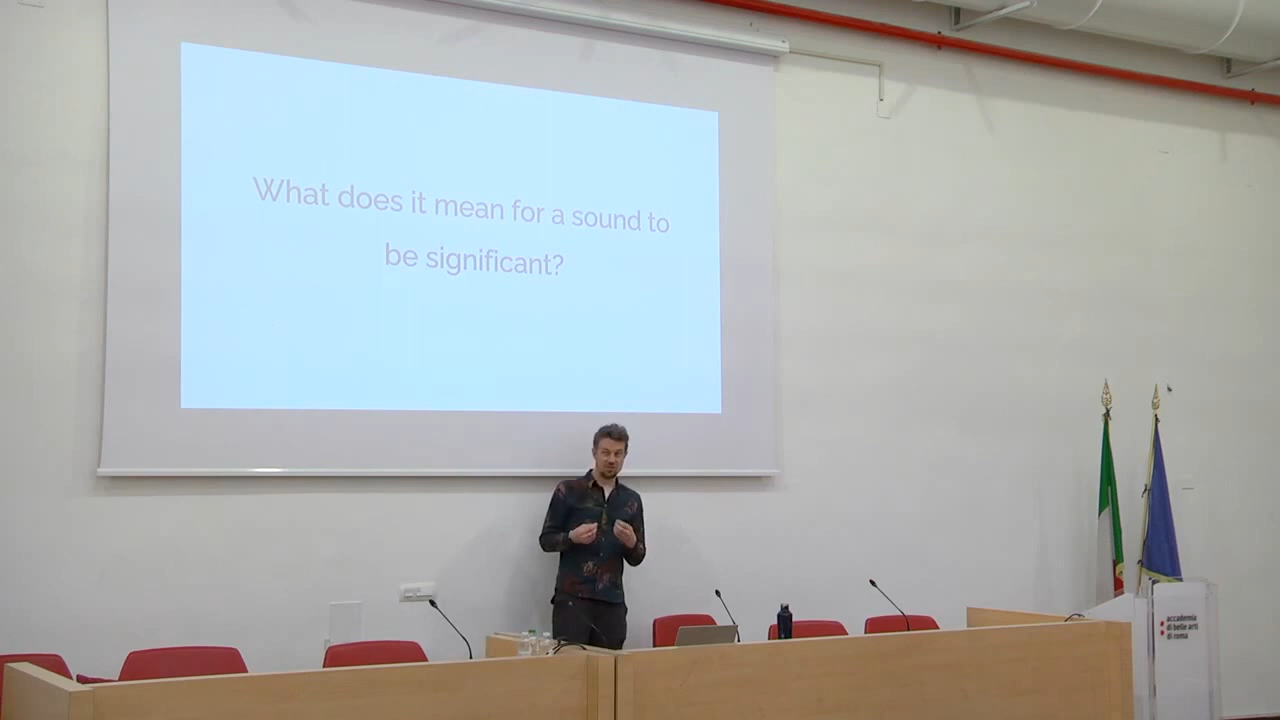 What does it mean for a sound to
be significant?
accademia
di belle arti
di roma